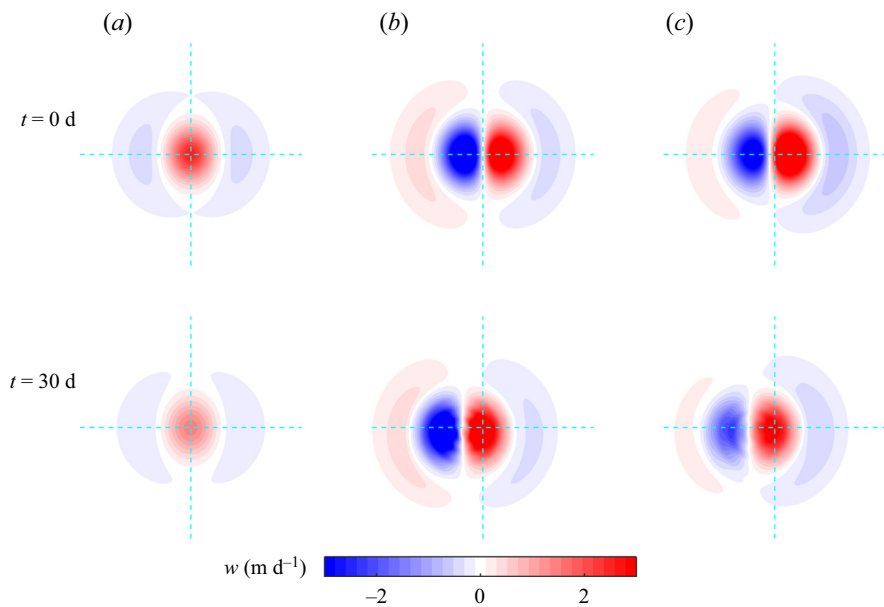 (a) (b) (c)
t = 0 d
t = 30 d
w (m d⁻¹)
–2 0 2